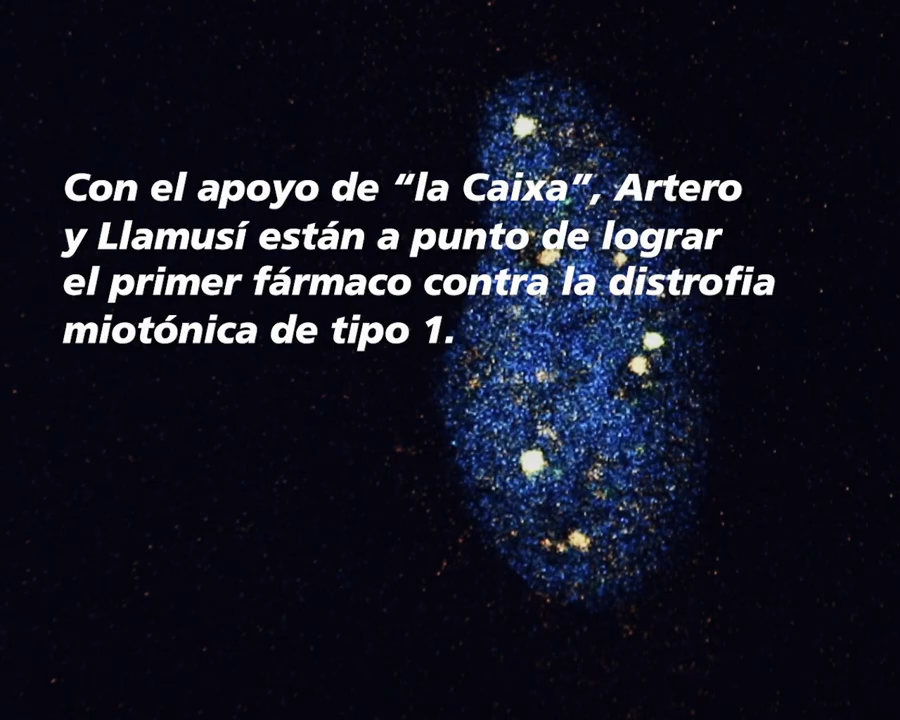 Con el apoyo de “la Caixa”, Artero
y Llamusí están a punto de lograr
el primer fármaco contra la distrofia
miotónica de tipo 1.